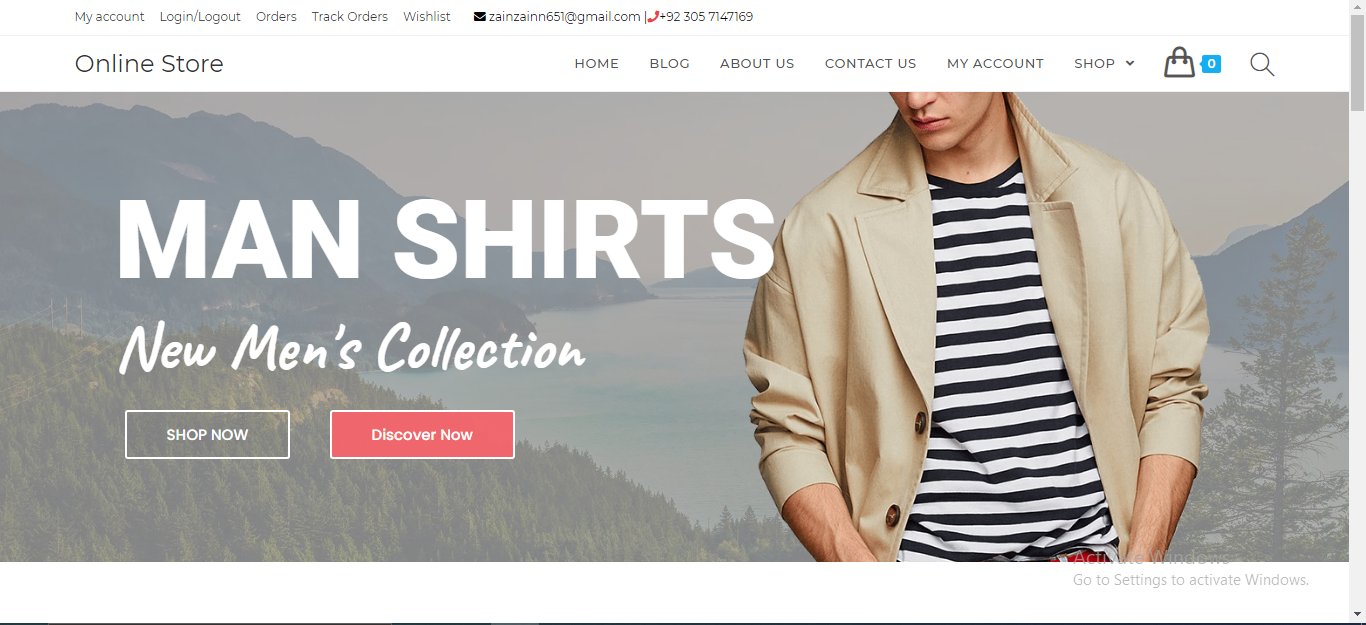 My account Login/Logout Orders Track Orders Wishlist zainzainn651@gmail.com |+92 305 7147169
Online Store HOME BLOG ABOUT US CONTACT US MY ACCOUNT SHOP 0
MAN SHIRTS
New Men's Collection
SHOP NOW Discover Now
Activate Windows
Go to Settings to activate Windows.